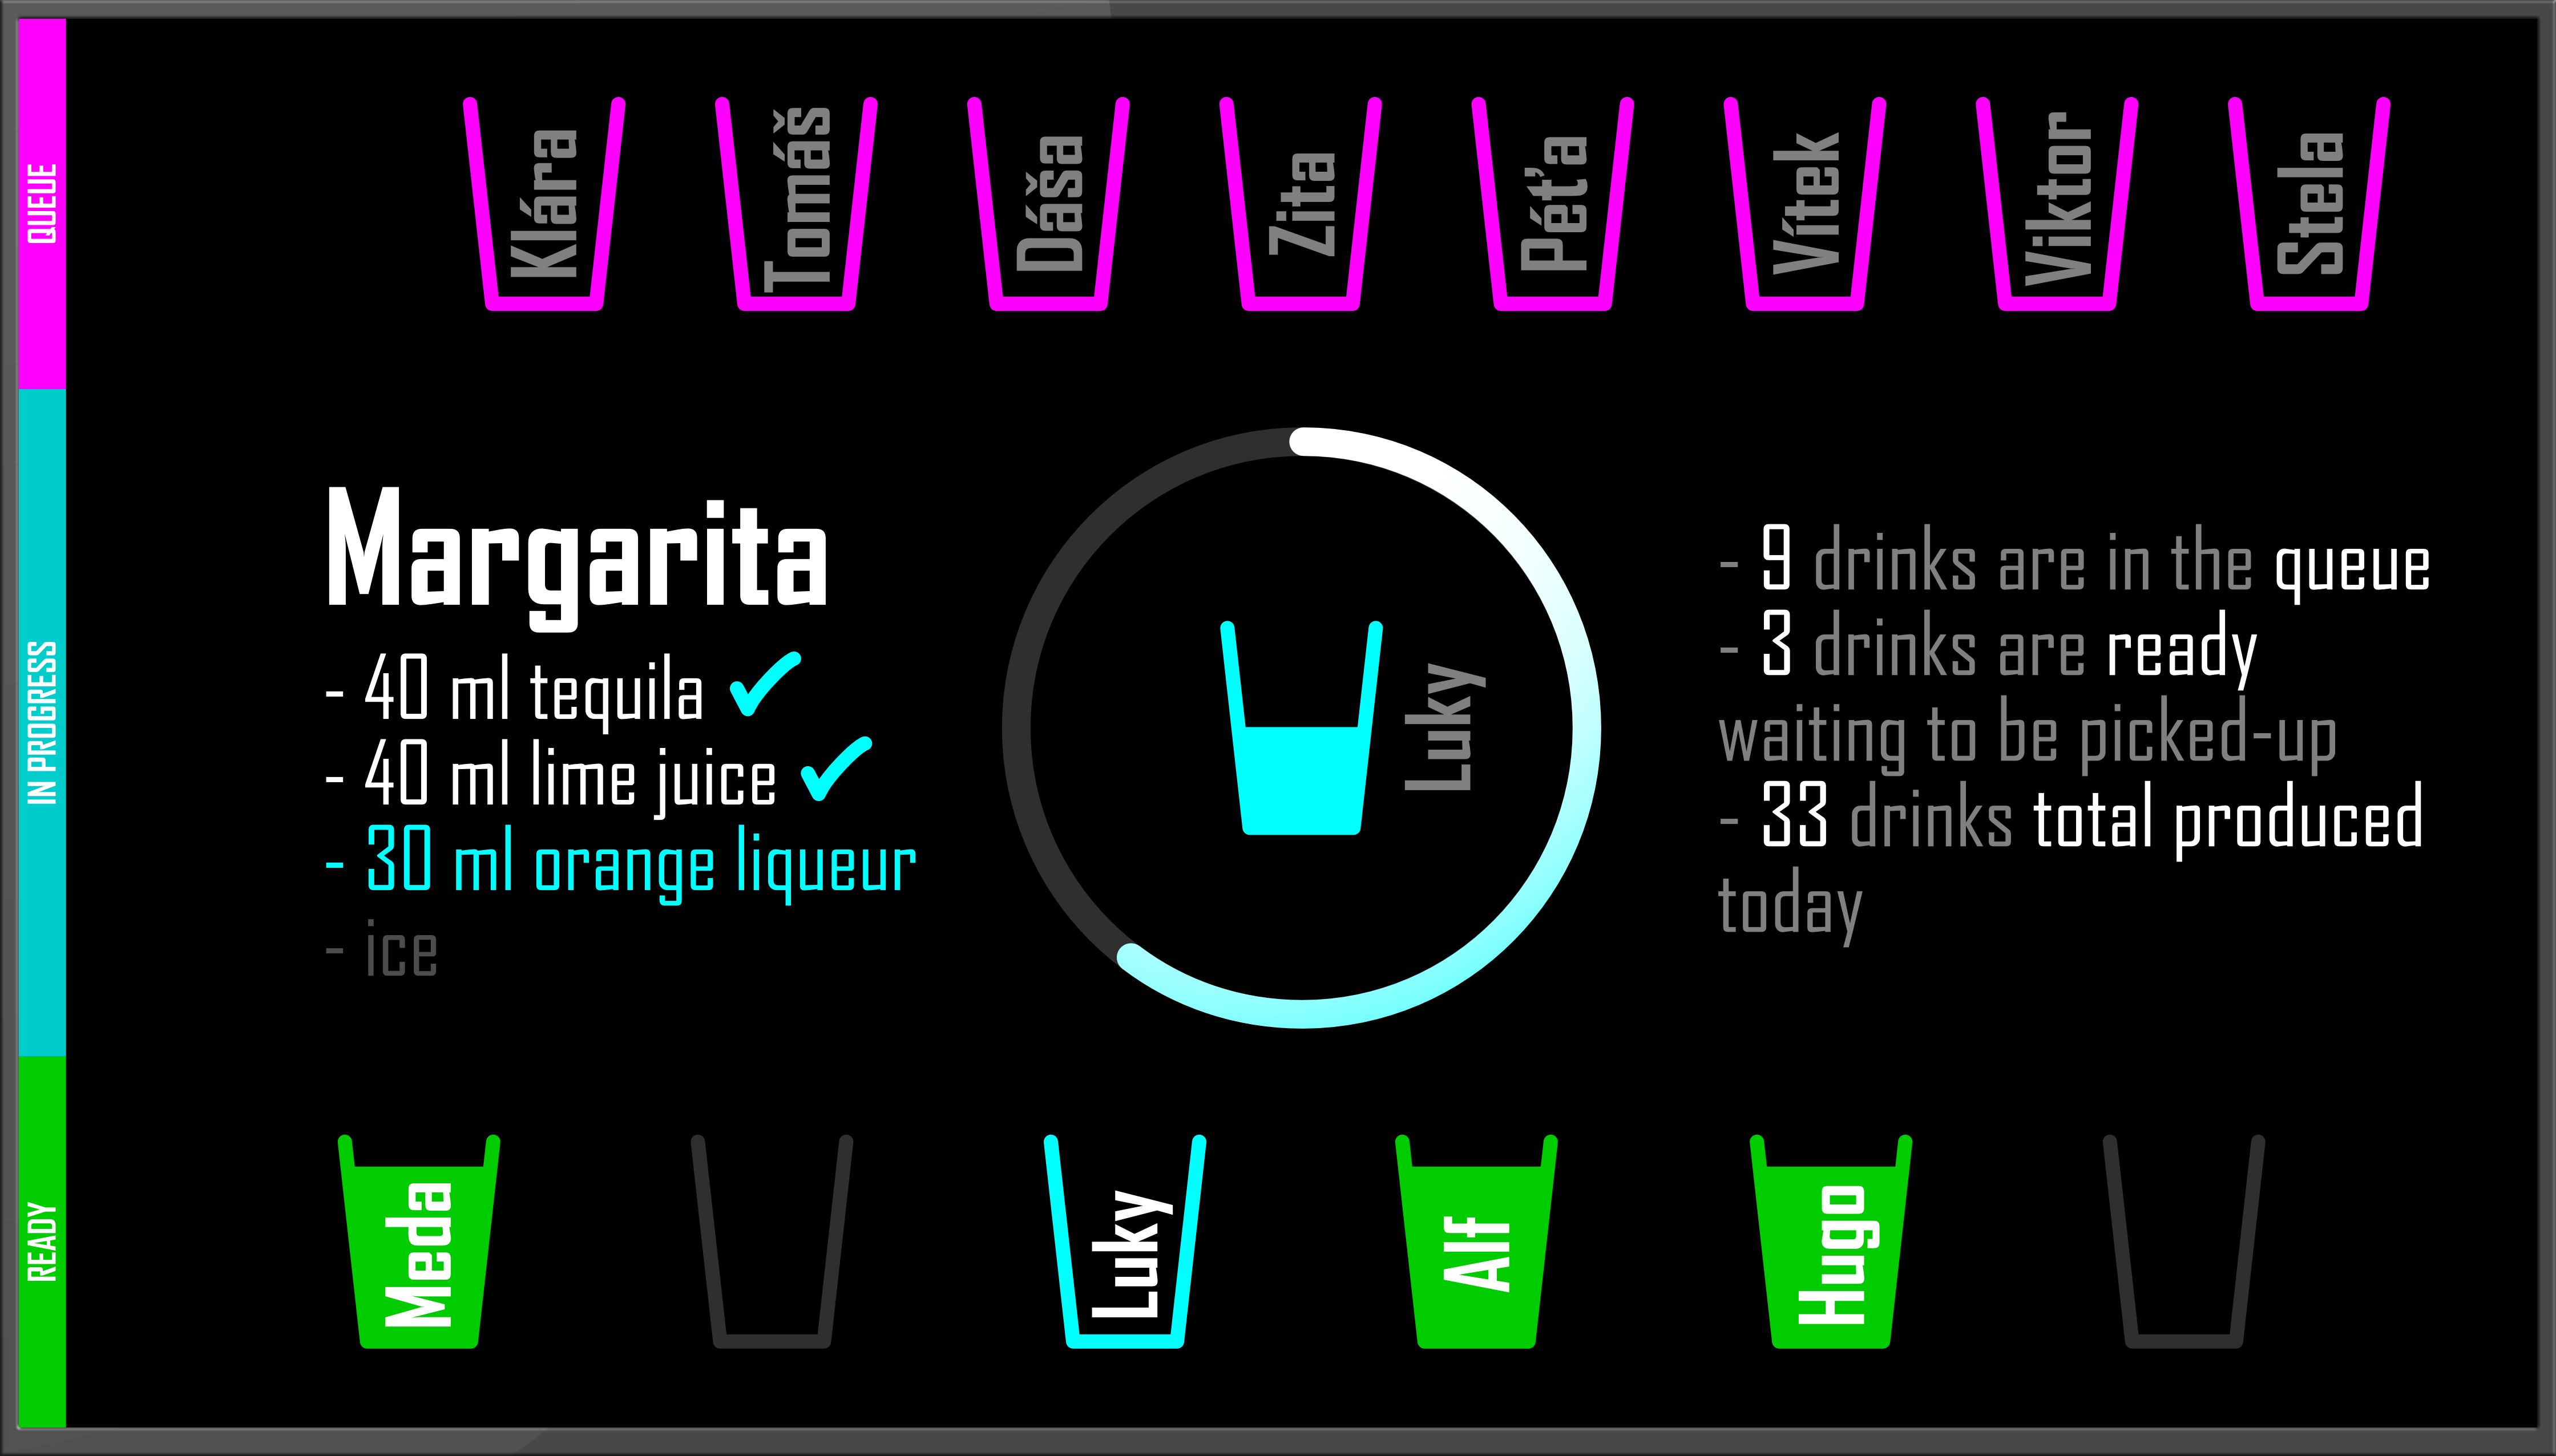 QUEUE
Klára
Tomáš
Dáša
Zita
Péťa
Vítek
Viktor
Stela
IN PROGRESS
Margarita
- 40 ml tequila
- 40 ml lime juice
- 30 ml orange liqueur
- ice
Luky
- 9 drinks are in the queue
- 3 drinks are ready
waiting to be picked-up
- 33 drinks total produced
today
READY
Meda
Luky
Alf
Hugo